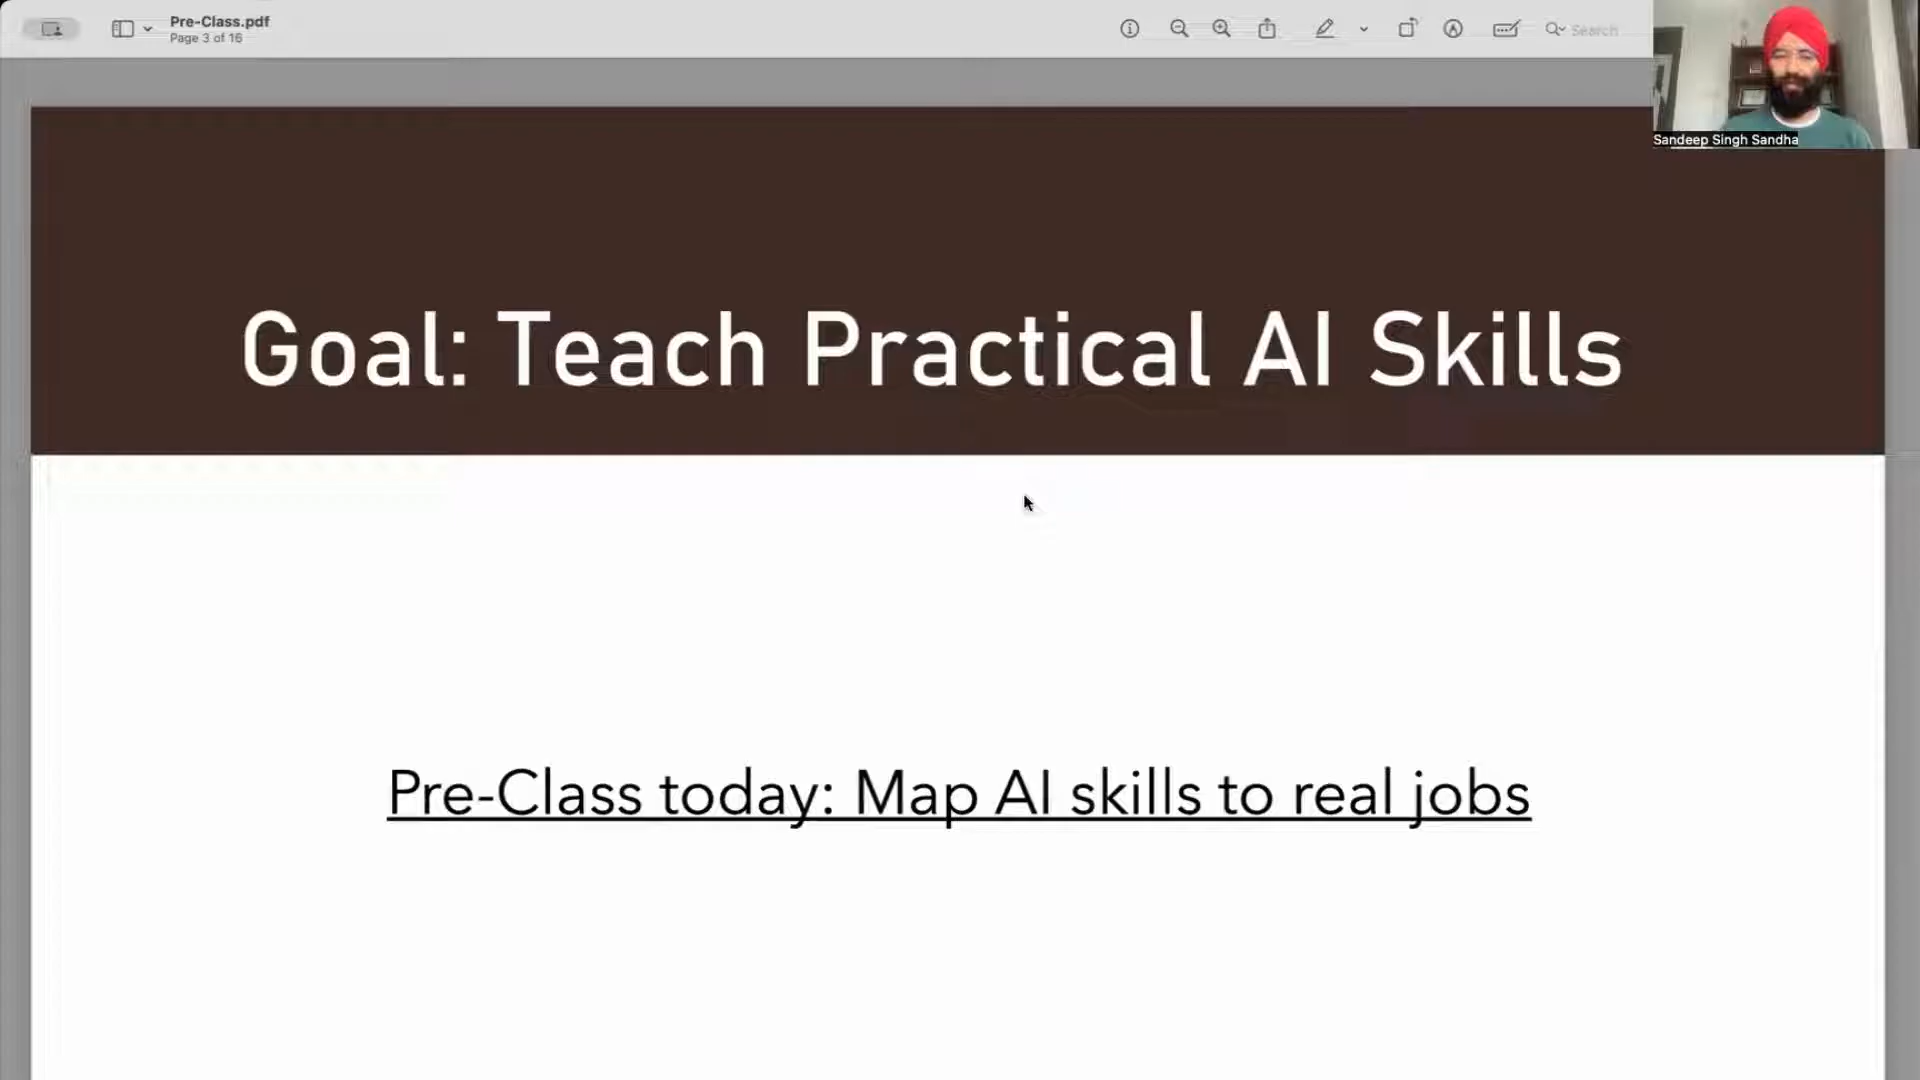 Pre-Class.pdf
Page 3 of 16
Search
Sandeep Singh Sandha
Goal: Teach Practical AI Skills
Pre-Class today: Map AI skills to real jobs